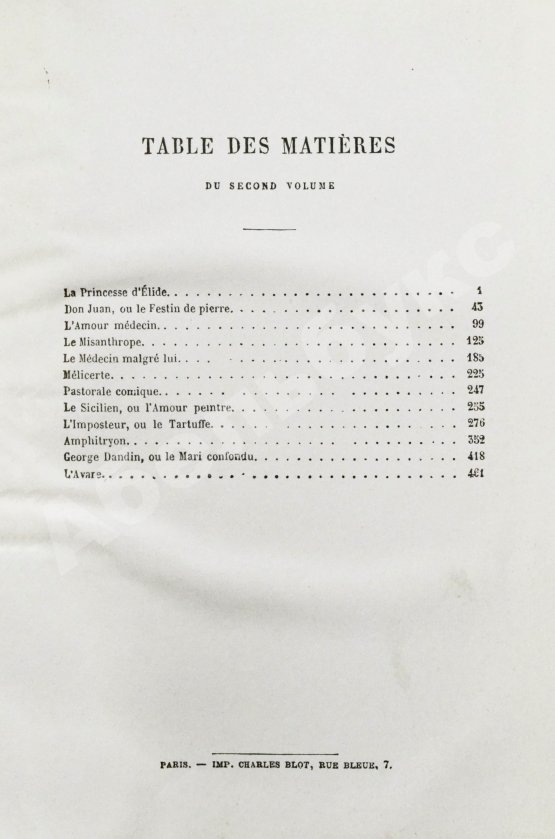 TABLE DES MATIÈRES
DU SECOND VOLUME
La Princesse d'Élide. . . . . . . . . . . . . . . . . . . . . 1
Don Juan, ou le Festin de pierre. . . . . . . . . . . . . . . . . 43
L'Amour médecin. . . . . . . . . . . . . . . . . . . . . . 99
Le Misanthrope. . . . . . . . . . . . . . . . . . . . . . . 125
Le Médecin malgré lui. . . . . . . . . . . . . . . . . . . . 185
Mélicerte. . . . . . . . . . . . . . . . . . . . . . . . . 225
Pastorale comique. . . . . . . . . . . . . . . . . . . . . 247
Le Sicilien, ou l'Amour peintre. . . . . . . . . . . . . . . . . 255
L'Imposteur, ou le Tartuffe. . . . . . . . . . . . . . . . . . 276
Amphitryon. . . . . . . . . . . . . . . . . . . . . . . . 352
George Dandin, ou le Mari confondu. . . . . . . . . . . . . . . 418
L'Avare. . . . . . . . . . . . . . . . . . . . . . . . . . 461
PARIS. — IMP. CHARLES BLOT, RUE BLEUE, 7.